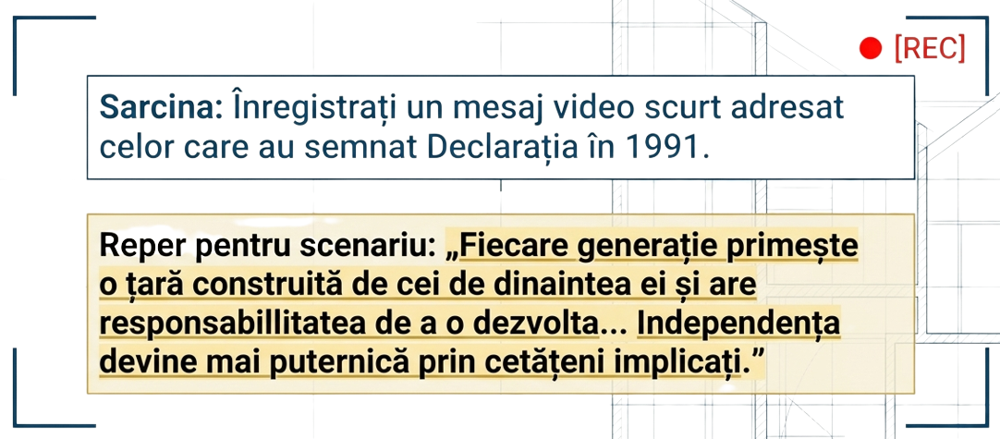 [REC]
Sarcina: Înregistrați un mesaj video scurt adresat
celor care au semnat Declarația în 1991.
Reper pentru scenariu: „Fiecare generație primește
o țară construită de cei de dinaintea ei și are
responsabillitatea de a o dezvolta... Independența
devine mai puternică prin cetățeni implicați.”